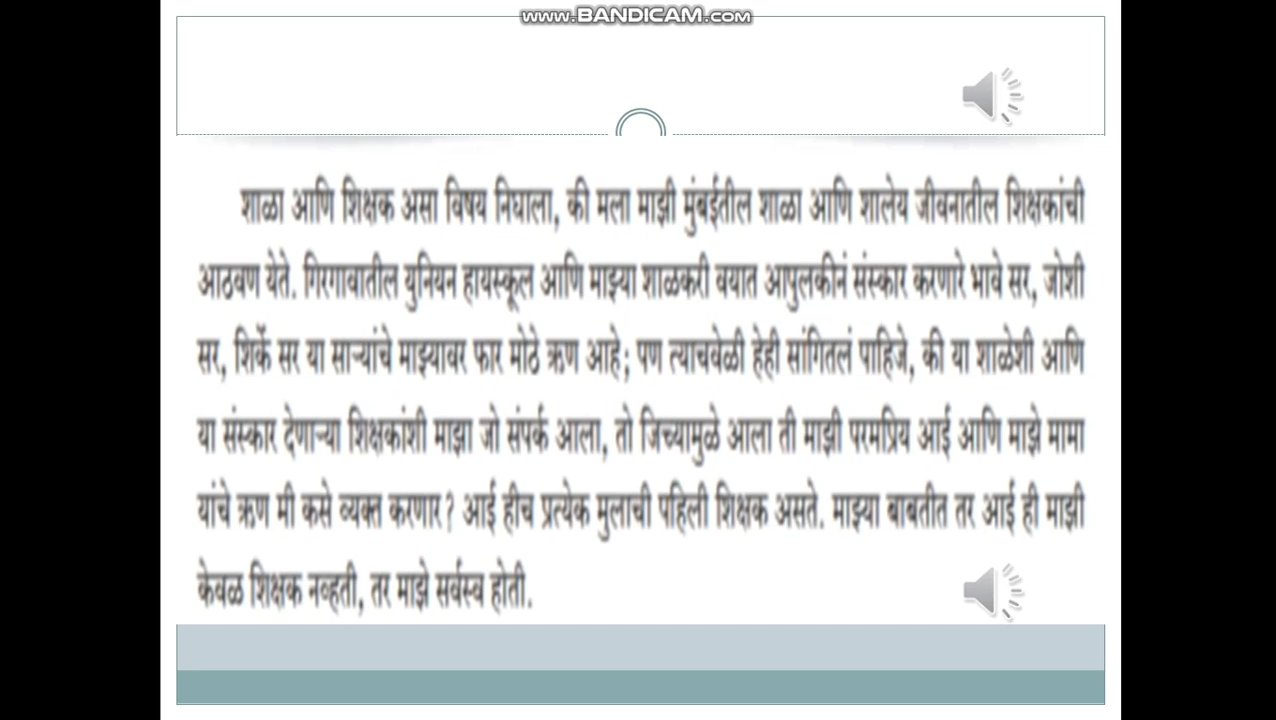 www.BANDICAM.com
शाळा आणि शिक्षक असा विषय निघाला, की मला माझी मुंबईतील शाळा आणि शालेय जीवनातील शिक्षकांची
आठवण येते. गिरगावातील युनियन हायस्कूल आणि माझ्या शाळकरी वयात आपुलकीनं संस्कार करणारे भावे सर, जोशी
सर, शिर्के सर या साऱ्यांचे माझ्यावर फार मोठे ऋण आहे; पण त्याचवेळी हेही सांगितलं पाहिजे, की या शाळेशी आणि
या संस्कार देणाऱ्या शिक्षकांशी माझा जो संपर्क आला, तो जिच्यामुळे आला ती माझी परमप्रिय आई आणि माझे मामा
यांचे ऋण मी कसे व्यक्त करणार? आई हीच प्रत्येक मुलाची पहिली शिक्षक असते. माझ्या बाबतीत तर आई ही माझी
केवळ शिक्षक नव्हती, तर माझे सर्वस्व होती.